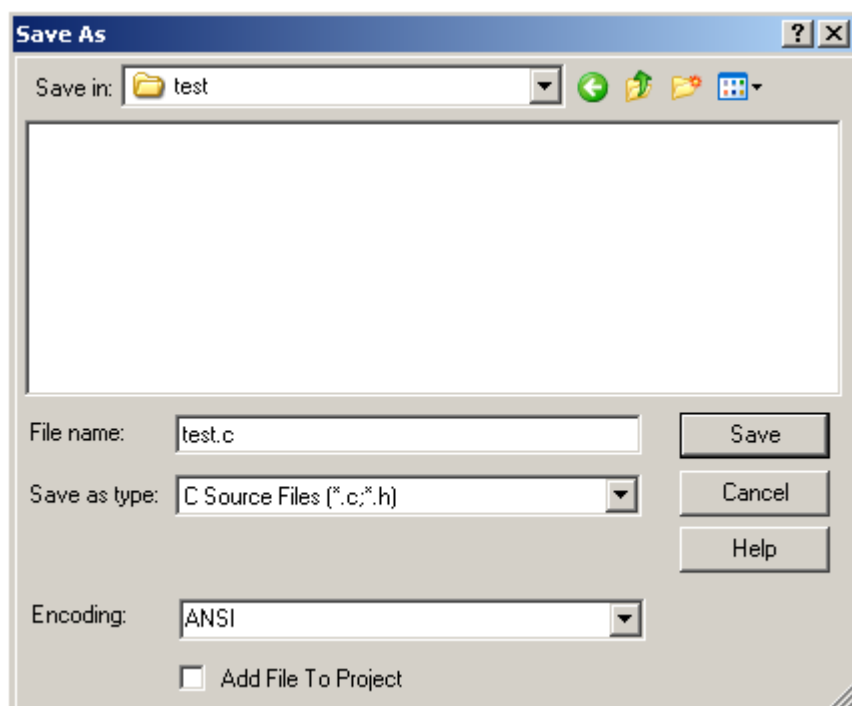 Save As
Save in: test
File name: test.c
Save
Save as type: C Source Files (*.c;*.h)
Cancel
Help
Encoding: ANSI
Add File To Project